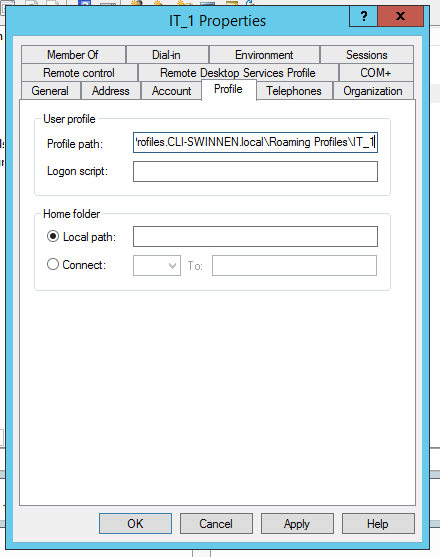 IT_1 Properties
?
x
Member Of
Dial-in
Environment
Sessions
Remote control
Remote Desktop Services Profile
COM+
General
Address
Account
Profile
Telephones
Organization
User profile
Profile path:
'rofiles.CLI-SWINNEN.local\Roaming Profiles\IT_1
Logon script:
Home folder
Local path:
Connect:
To:
OK
Cancel
Apply
Help